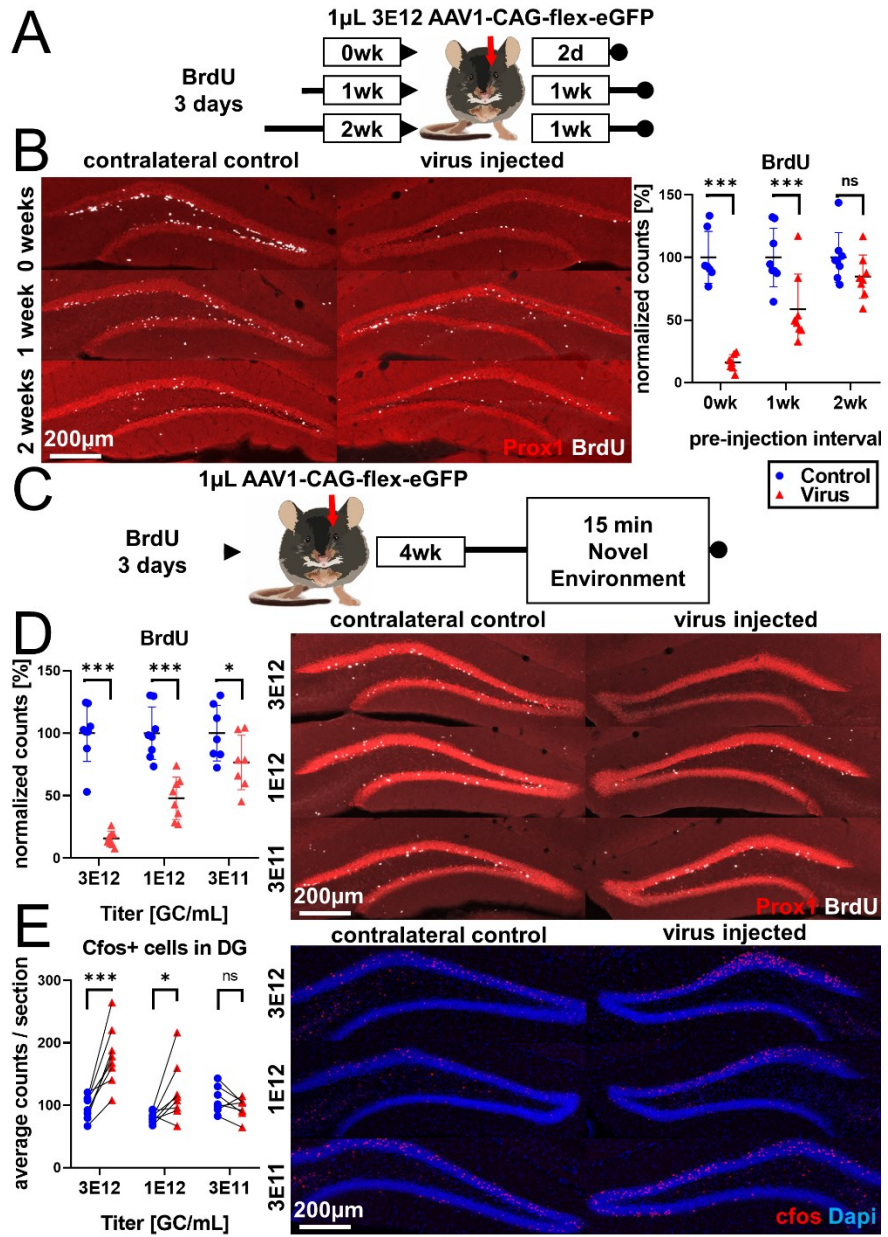 A
1µL 3E12 AAV1-CAG-flex-eGFP
BrdU
3 days
0wk
2d
1wk
1wk
2wk
1wk
B
contralateral control
virus injected
0 weeks
1 week
2 weeks
200µm
Prox1 BrdU
BrdU
*** *** ns
normalized counts [%]
150
100
50
0
0wk 1wk 2wk
pre-injection interval
Control
Virus
C
1µL AAV1-CAG-flex-eGFP
BrdU
3 days
4wk
15 min
Novel
Environment
D
BrdU
*** *** *
normalized counts [%]
150
100
50
0
3E12 1E12 3E11
Titer [GC/mL]
contralateral control
virus injected
3E12
1E12
3E11
200µm
Prox1 BrdU
E
Cfos+ cells in DG
*** * ns
average counts / section
300
200
100
0
3E12 1E12 3E11
Titer [GC/mL]
contralateral control
virus injected
3E12
1E12
3E11
200µm
cfos Dapi